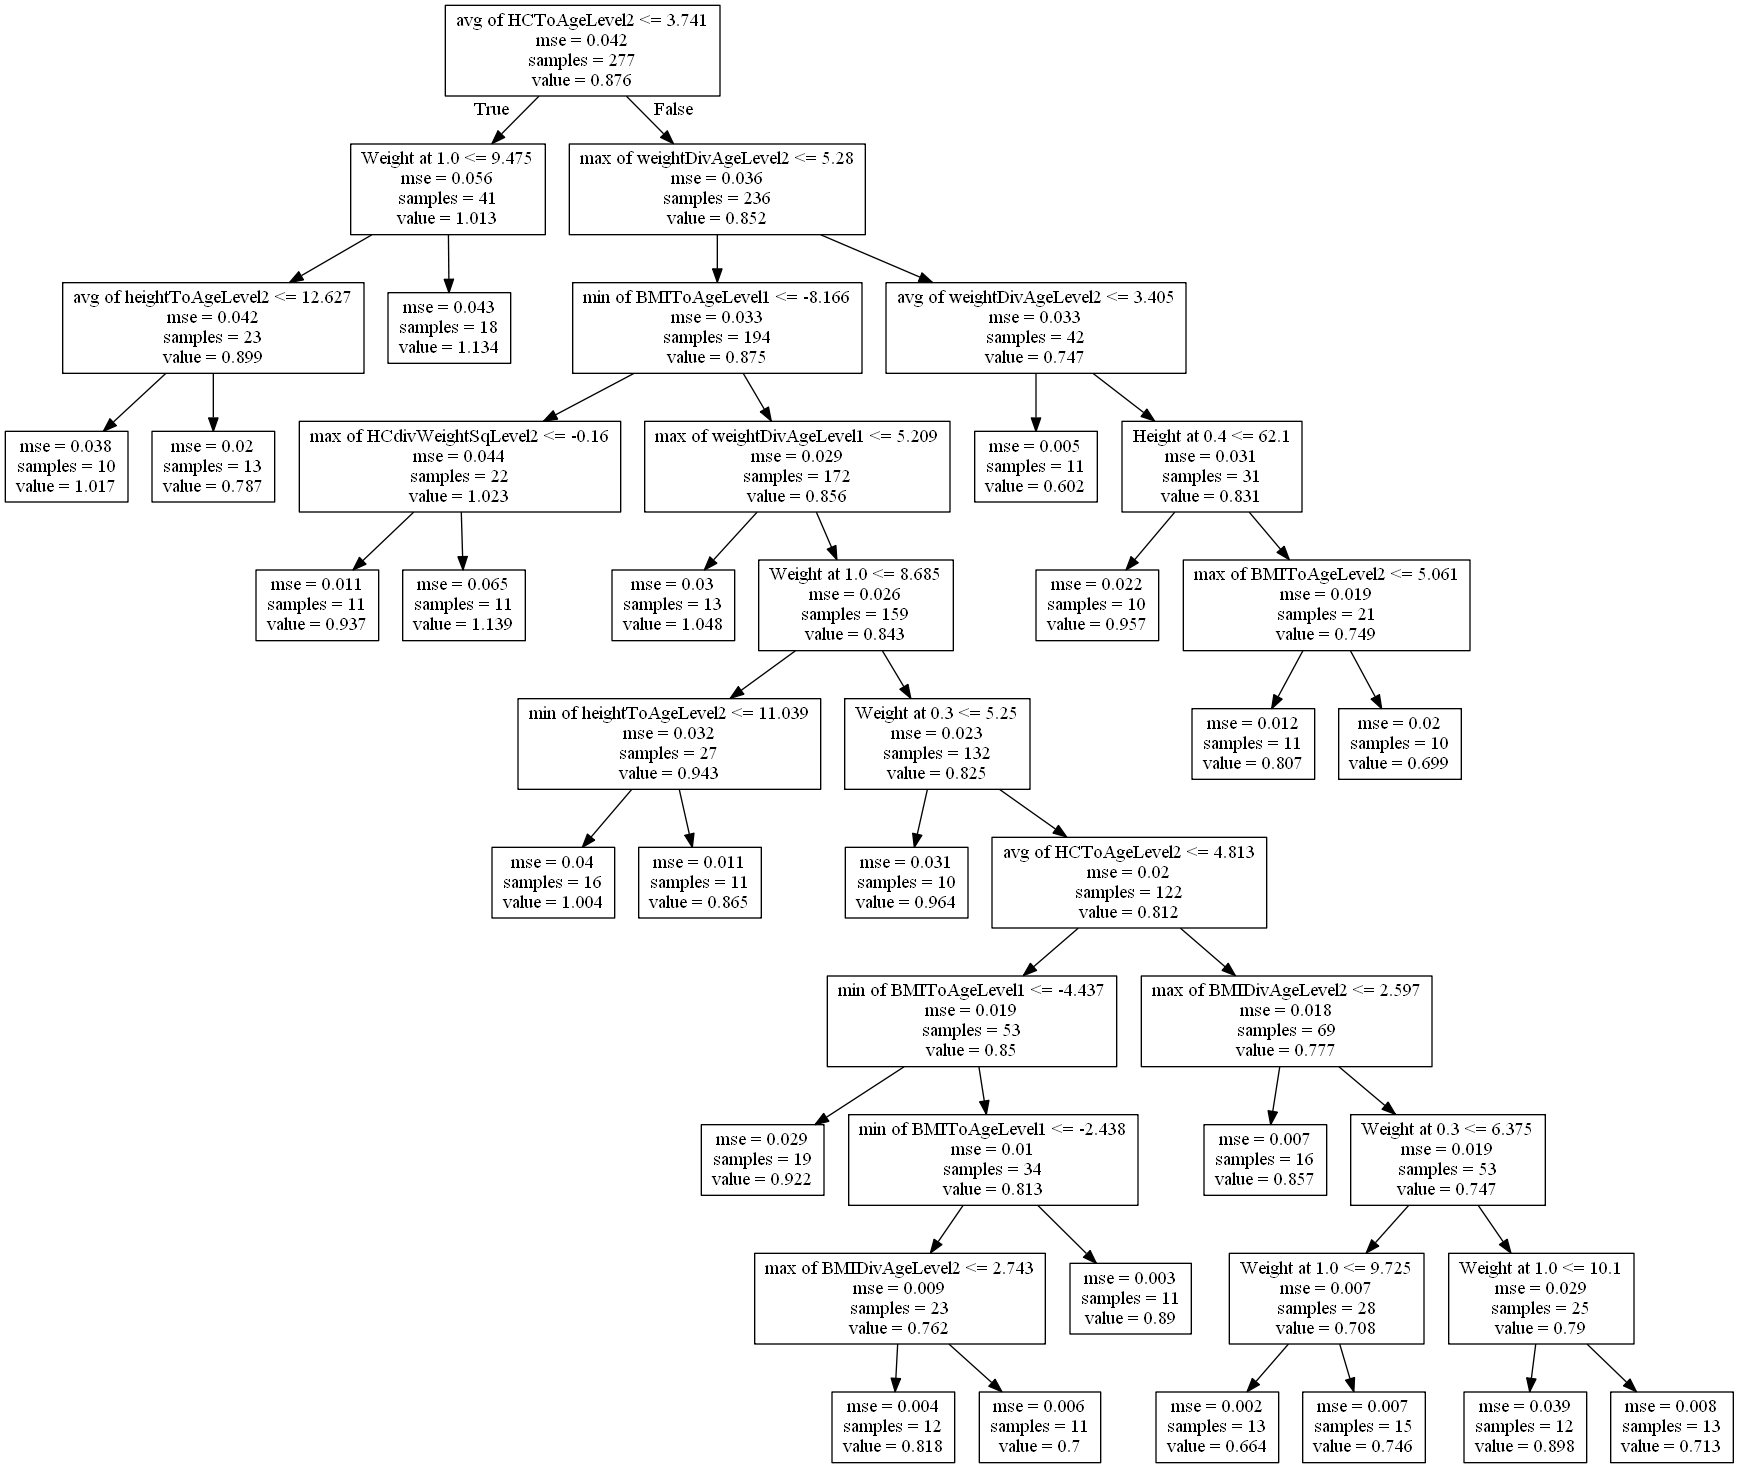 avg of HCToAgeLevel2 <= 3.741
mse = 0.042
samples = 277
value = 0.876
True
False
Weight at 1.0 <= 9.475
mse = 0.056
samples = 41
value = 1.013
max of weightDivAgeLevel2 <= 5.28
mse = 0.036
samples = 236
value = 0.852
avg of heightToAgeLevel2 <= 12.627
mse = 0.042
samples = 23
value = 0.899
mse = 0.043
samples = 18
value = 1.134
min of BMIToAgeLevel1 <= -8.166
mse = 0.033
samples = 194
value = 0.875
avg of weightDivAgeLevel2 <= 3.405
mse = 0.033
samples = 42
value = 0.747
mse = 0.038
samples = 10
value = 1.017
mse = 0.02
samples = 13
value = 0.787
max of HCdivWeightSqLevel2 <= -0.16
mse = 0.044
samples = 22
value = 1.023
max of weightDivAgeLevel1 <= 5.209
mse = 0.029
samples = 172
value = 0.856
mse = 0.005
samples = 11
value = 0.602
Height at 0.4 <= 62.1
mse = 0.031
samples = 31
value = 0.831
mse = 0.011
samples = 11
value = 0.937
mse = 0.065
samples = 11
value = 1.139
mse = 0.03
samples = 13
value = 1.048
Weight at 1.0 <= 8.685
mse = 0.026
samples = 159
value = 0.843
mse = 0.022
samples = 10
value = 0.957
max of BMIToAgeLevel2 <= 5.061
mse = 0.019
samples = 21
value = 0.749
min of heightToAgeLevel2 <= 11.039
mse = 0.032
samples = 27
value = 0.943
Weight at 0.3 <= 5.25
mse = 0.023
samples = 132
value = 0.825
mse = 0.012
samples = 11
value = 0.807
mse = 0.02
samples = 10
value = 0.699
mse = 0.04
samples = 16
value = 1.004
mse = 0.011
samples = 11
value = 0.865
mse = 0.031
samples = 10
value = 0.964
avg of HCToAgeLevel2 <= 4.813
mse = 0.02
samples = 122
value = 0.812
min of BMIToAgeLevel1 <= -4.437
mse = 0.019
samples = 53
value = 0.85
max of BMIDivAgeLevel2 <= 2.597
mse = 0.018
samples = 69
value = 0.777
mse = 0.029
samples = 19
value = 0.922
min of BMIToAgeLevel1 <= -2.438
mse = 0.01
samples = 34
value = 0.813
mse = 0.007
samples = 16
value = 0.857
Weight at 0.3 <= 6.375
mse = 0.019
samples = 53
value = 0.747
max of BMIDivAgeLevel2 <= 2.743
mse = 0.009
samples = 23
value = 0.762
mse = 0.003
samples = 11
value = 0.89
Weight at 1.0 <= 9.725
mse = 0.007
samples = 28
value = 0.708
Weight at 1.0 <= 10.1
mse = 0.029
samples = 25
value = 0.79
mse = 0.004
samples = 12
value = 0.818
mse = 0.006
samples = 11
value = 0.7
mse = 0.002
samples = 13
value = 0.664
mse = 0.007
samples = 15
value = 0.746
mse = 0.039
samples = 12
value = 0.898
mse = 0.008
samples = 13
value = 0.713